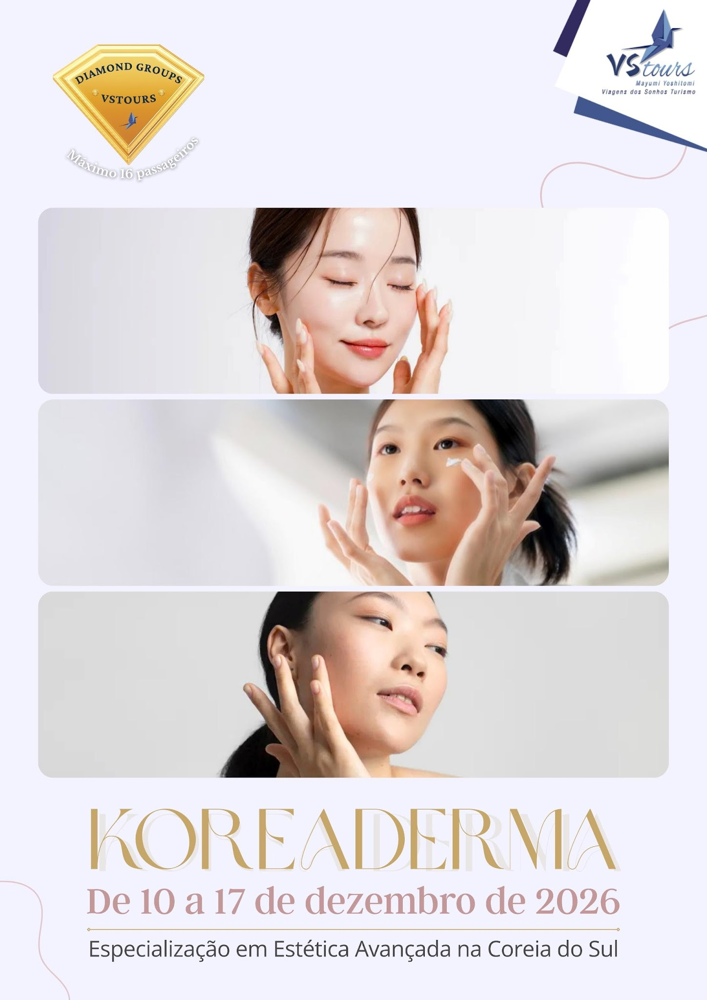 DIAMOND GROUPS
VSTOURS
Máximo 16 passageiros
VStours
Mayumi Yoshitomi
Viagens dos Sonhos Turismo
KOREADERMA
De 10 a 17 de dezembro de 2026
Especialização em Estética Avançada na Coreia do Sul